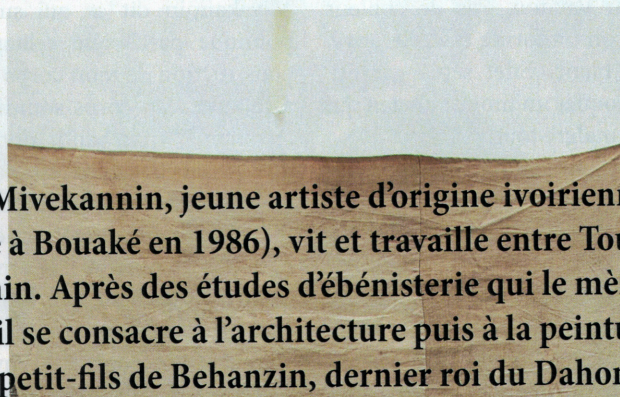 Mivekannin, jeune artiste d’origine ivoirienn
à Bouaké en 1986), vit et travaille entre Tou
in. Après des études d’ébénisterie qui le mè
il se consacre à l’architecture puis à la peintu
petit-fils de Behanzin, dernier roi du Dahom